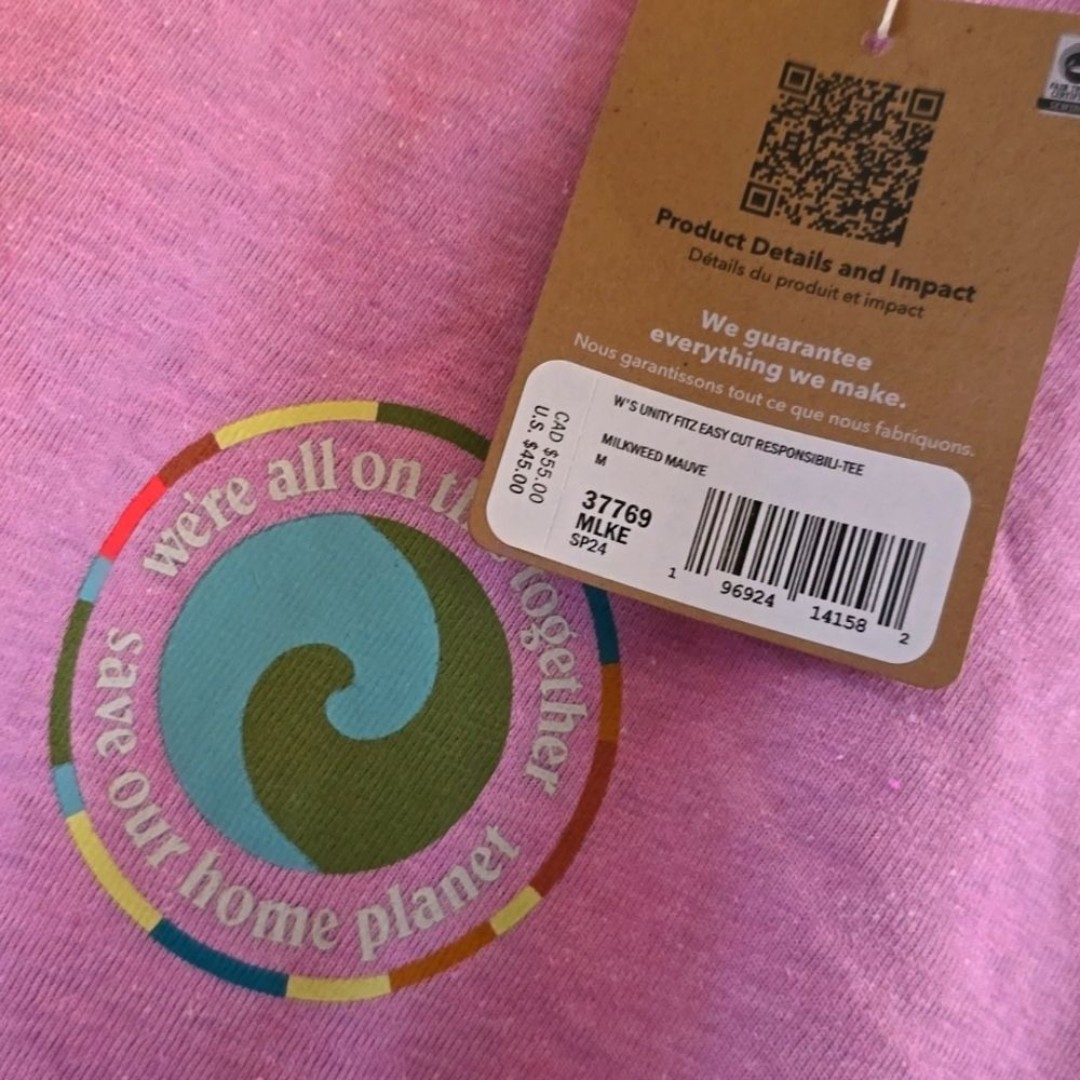 Product Details and Impact
Détails du produit et impact
We guarantee
everything we make.
Nous garantissons tout ce que nous fabriquons.
CAD $55.00
U.S. $45.00
W'S UNITY FITZ EASY CUT RESPONSIBILI-TEE
MILKWEED MAUVE
M
37769
MLKE
SP24
1 96924 14158 2
we're all on together
save our home planet